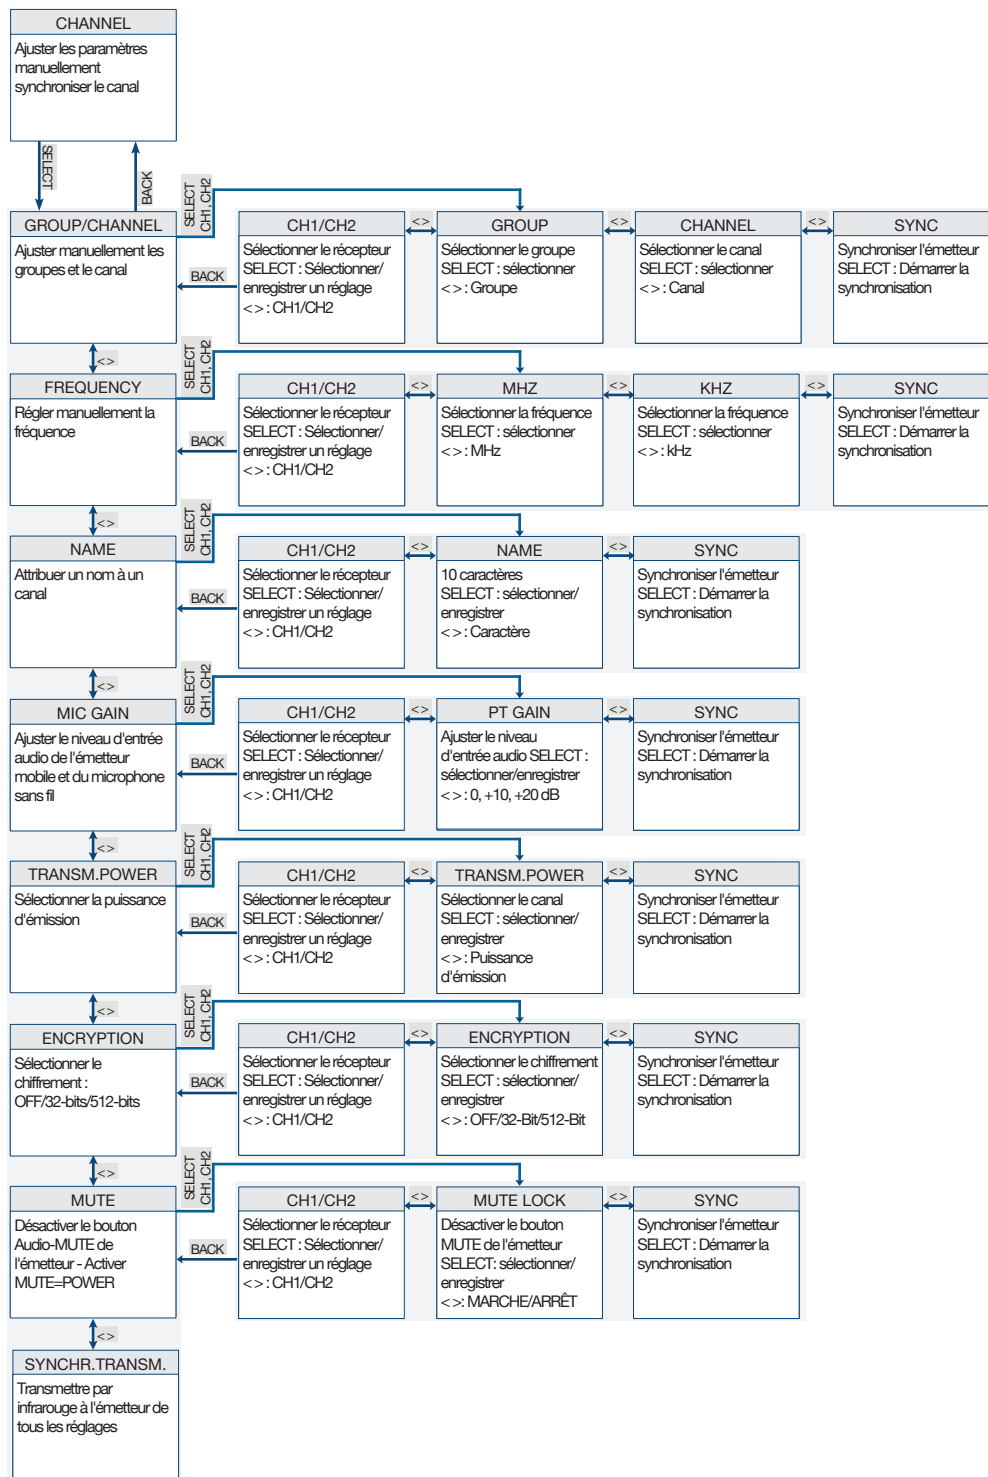 CHANNEL
Ajuster les paramètres
manuellement
synchroniser le canal
SELECT
BACK
SELECT
CH1, CH2
GROUP/CHANNEL
Ajuster manuellement les
groupes et le canal
BACK
CH1/CH2
Sélectionner le récepteur
SELECT : Sélectionner/
enregistrer un réglage
<> : CH1/CH2
<>
GROUP
Sélectionner le groupe
SELECT : sélectionner
<> : Groupe
<>
CHANNEL
Sélectionner le canal
SELECT : sélectionner
<> : Canal
<>
SYNC
Synchroniser l'émetteur
SELECT : Démarrer la
synchronisation
<>
SELECT
CH1, CH2
FREQUENCY
Régler manuellement la
fréquence
BACK
CH1/CH2
Sélectionner le récepteur
SELECT : Sélectionner/
enregistrer un réglage
<> : CH1/CH2
<>
MHZ
Sélectionner la fréquence
SELECT : sélectionner
<> : MHz
<>
KHZ
Sélectionner la fréquence
SELECT : sélectionner
<> : kHz
<>
SYNC
Synchroniser l'émetteur
SELECT : Démarrer la
synchronisation
<>
SELECT
CH1, CH2
NAME
Attribuer un nom à un
canal
BACK
CH1/CH2
Sélectionner le récepteur
SELECT : Sélectionner/
enregistrer un réglage
<> : CH1/CH2
<>
NAME
10 caractères
SELECT : sélectionner/
enregistrer
<> : Caractère
<>
SYNC
Synchroniser l'émetteur
SELECT : Démarrer la
synchronisation
<>
SELECT
CH1, CH2
MIC GAIN
Ajuster le niveau d'entrée
audio de l'émetteur
mobile et du microphone
sans fil
BACK
CH1/CH2
Sélectionner le récepteur
SELECT : Sélectionner/
enregistrer un réglage
<> : CH1/CH2
<>
PT GAIN
Ajuster le niveau
d'entrée audio SELECT :
sélectionner/enregistrer
<> : 0, +10, +20 dB
<>
SYNC
Synchroniser l'émetteur
SELECT : Démarrer la
synchronisation
<>
SELECT
CH1, CH2
TRANSM.POWER
Sélectionner la puissance
d'émission
BACK
CH1/CH2
Sélectionner le récepteur
SELECT : Sélectionner/
enregistrer un réglage
<> : CH1/CH2
<>
TRANSM.POWER
Sélectionner le canal
SELECT : sélectionner/
enregistrer
<> : Puissance
d'émission
<>
SYNC
Synchroniser l'émetteur
SELECT : Démarrer la
synchronisation
<>
SELECT
CH1, CH2
ENCRYPTION
Sélectionner le
chiffrement :
OFF/32-bits/512-bits
BACK
CH1/CH2
Sélectionner le récepteur
SELECT : Sélectionner/
enregistrer un réglage
<> : CH1/CH2
<>
ENCRYPTION
Sélectionner le chiffrement
SELECT : sélectionner/
enregistrer
<> : OFF/32-Bit/512-Bit
<>
SYNC
Synchroniser l'émetteur
SELECT : Démarrer la
synchronisation
<>
SELECT
CH1, CH2
MUTE
Désactiver le bouton
Audio-MUTE de
l'émetteur - Activer
MUTE=POWER
BACK
CH1/CH2
Sélectionner le récepteur
SELECT : Sélectionner/
enregistrer un réglage
<> : CH1/CH2
<>
MUTE LOCK
Désactiver le bouton
MUTE de l'émetteur
SELECT: sélectionner/
enregistrer
<>: MARCHE/ARRÊT
<>
SYNC
Synchroniser l'émetteur
SELECT : Démarrer la
synchronisation
<>
SYNCHR.TRANSM.
Transmettre par
infrarouge à l'émetteur de
tous les réglages